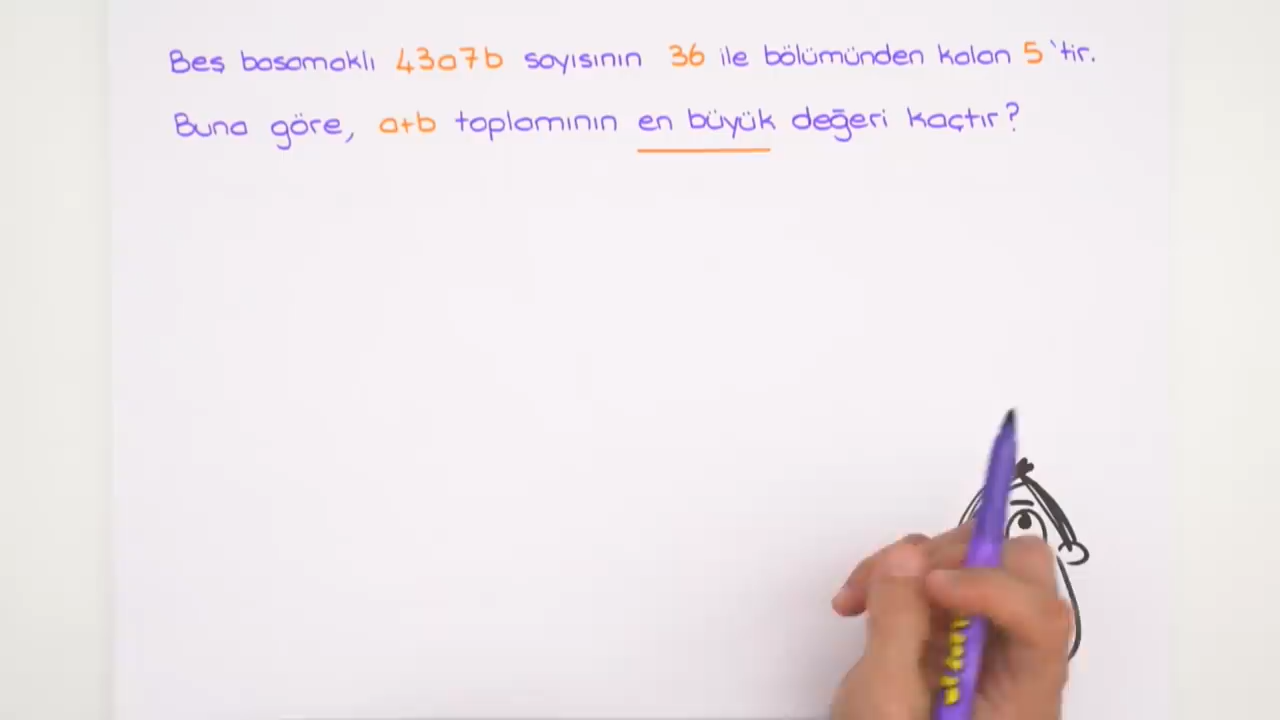 Beş basamaklı 43a7b sayısının 36 ile bölümünden kalan 5'tir.
Buna göre, a+b toplamının en büyük değeri kaçtır?